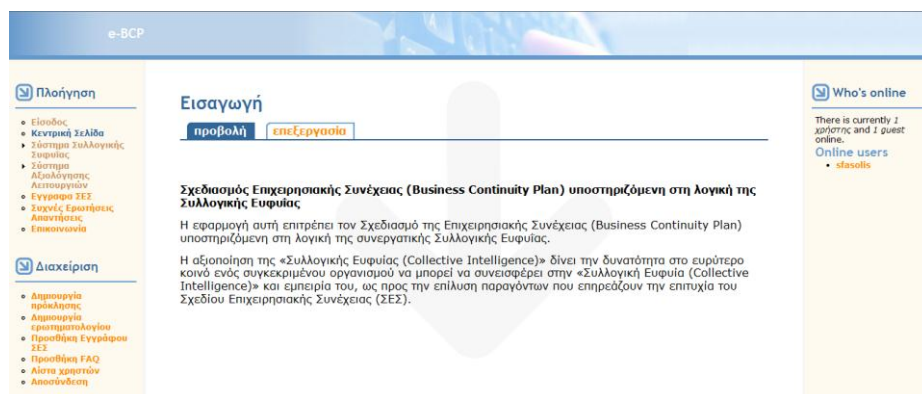 e-BCP
Πλοήγηση
Είσοδος
Κεντρική Σελίδα
Σύστημα Συλλογικής
Ευφυίας
Σύστημα
Αξιολόγησης
Λειτουργιών
Εγγραφα ΣΕΣ
Συχνές Ερωτήσεις
Απαντήσεις
Επικοινωνία
Διαχείριση
Δημιουργία
πρόκλησης
Δημιουργία
ερωτηματολογίου
Προσθήκη Εγγράφου
ΣΕΣ
Προσθήκη FAQ
Λίστα χρηστών
Αποσύνδεση
Εισαγωγή
προβολή
επεξεργασία
Σχεδιασμός Επιχειρησιακής Συνέχειας (Business Continuity Plan) υποστηριζόμενη στη λογική της
Συλλογικής Ευφυίας
Η εφαρμογή αυτή επιτρέπει τον Σχεδιασμό της Επιχειρησιακής Συνέχειας (Business Continuity Plan)
υποστηριζόμενη στη λογική της συνεργατικής Συλλογικής Ευφυΐας.
Η αξιοποίηση της «Συλλογικής Ευφυίας (Collective Intelligence)» δίνει την δυνατότητα στο ευρύτερο
κοινό ενός συγκεκριμένου οργανισμού να μπορεί να συνεισφέρει στην «Συλλογική Ευφυία (Collective
Intelligence)» και εμπειρία του, ως προς την επίλυση παραγόντων που επηρεάζουν την επιτυχία του
Σχεδίου Επιχειρησιακής Συνέχειας (ΣΕΣ).
Who's online
There is currently 1
χρήστης and 1 guest
online.
Online users
sfasolis